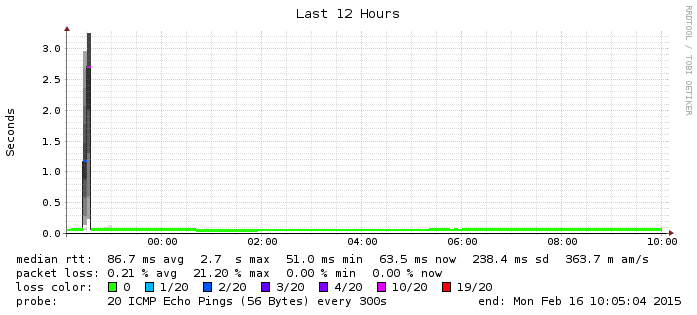 Last 12 Hours
RRDTOOL / TOBI OETIKER
Seconds
3.0
2.5
2.0
1.5
1.0
0.5
0.0
00:00 02:00 04:00 06:00 08:00 10:00
median rtt: 86.7 ms avg 2.7 s max 51.0 ms min 63.5 ms now 238.4 ms sd 363.7 m am/s
packet loss: 0.21 % avg 21.20 % max 0.00 % min 0.00 % now
loss color: 0 1/20 2/20 3/20 4/20 10/20 19/20
probe: 20 ICMP Echo Pings (56 Bytes) every 300s end: Mon Feb 16 10:05:04 2015